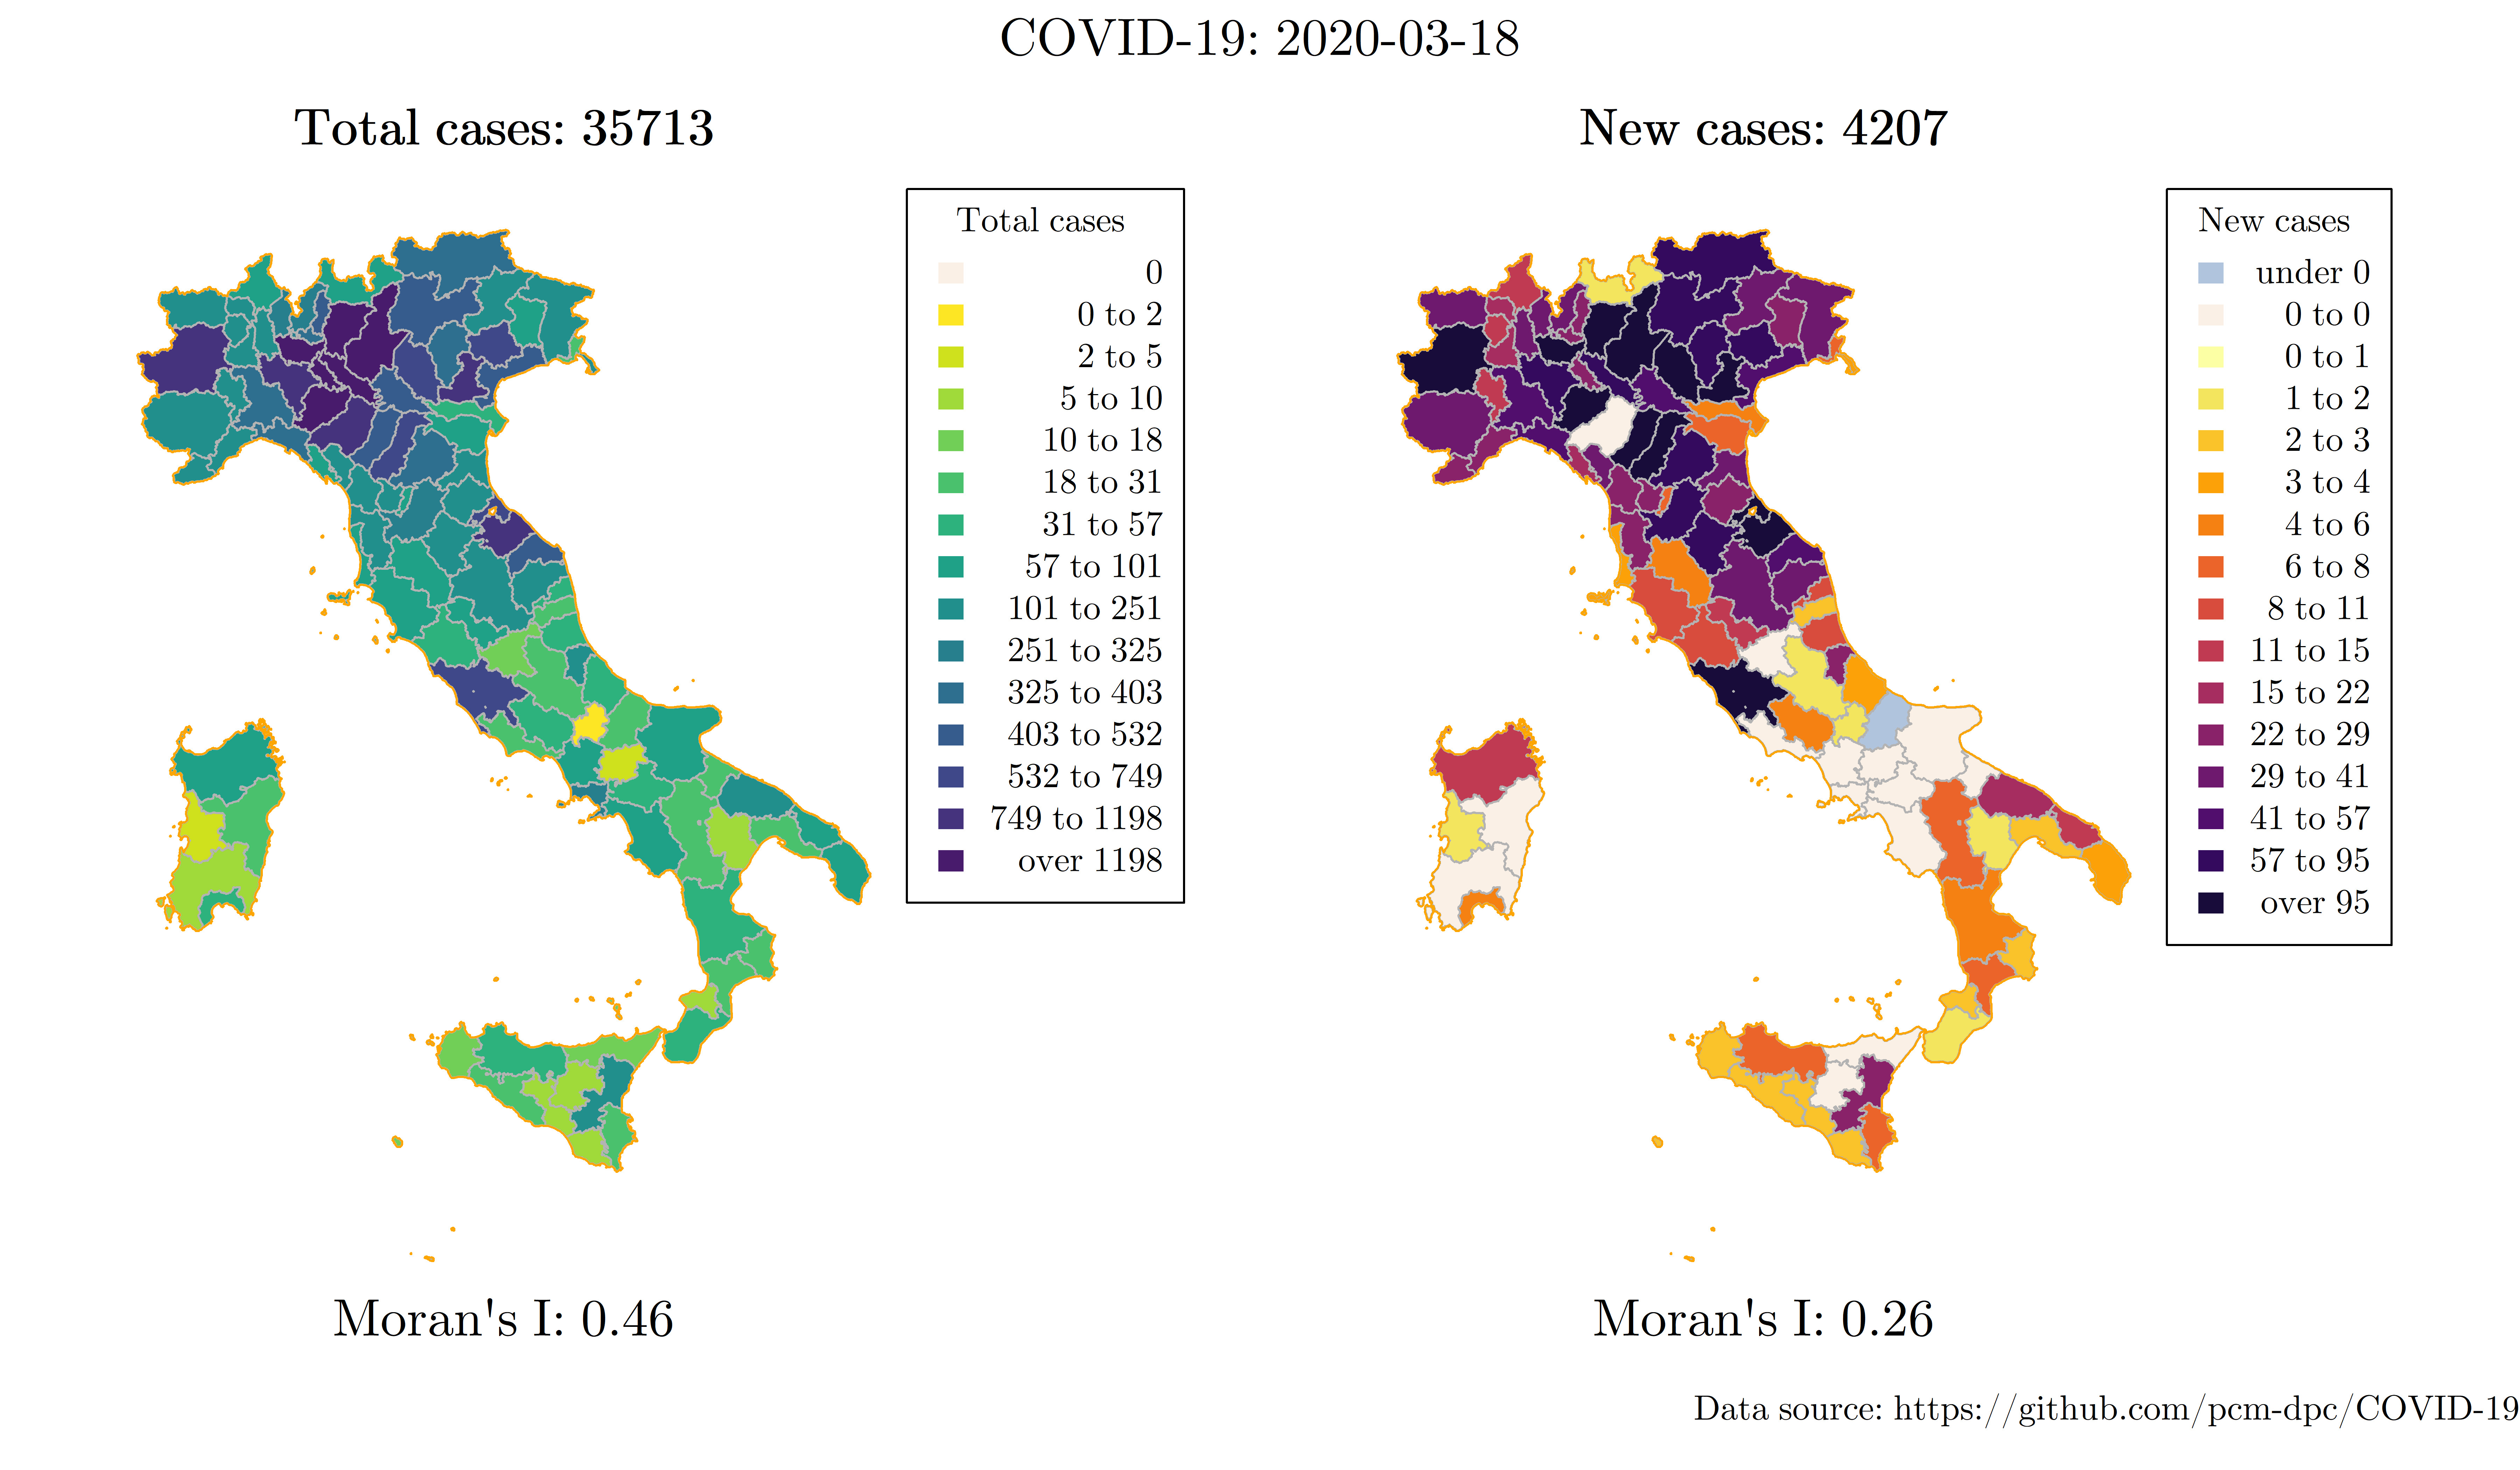 COVID-19: 2020-03-18
Total cases: 35713
Total cases
0
0 to 2
2 to 5
5 to 10
10 to 18
18 to 31
31 to 57
57 to 101
101 to 251
251 to 325
325 to 403
403 to 532
532 to 749
749 to 1198
over 1198
Moran's I: 0.46
New cases: 4207
New cases
under 0
0 to 0
0 to 1
1 to 2
2 to 3
3 to 4
4 to 6
6 to 8
8 to 11
11 to 15
15 to 22
22 to 29
29 to 41
41 to 57
57 to 95
over 95
Moran's I: 0.26
Data source: https://github.com/pcm-dpc/COVID-19